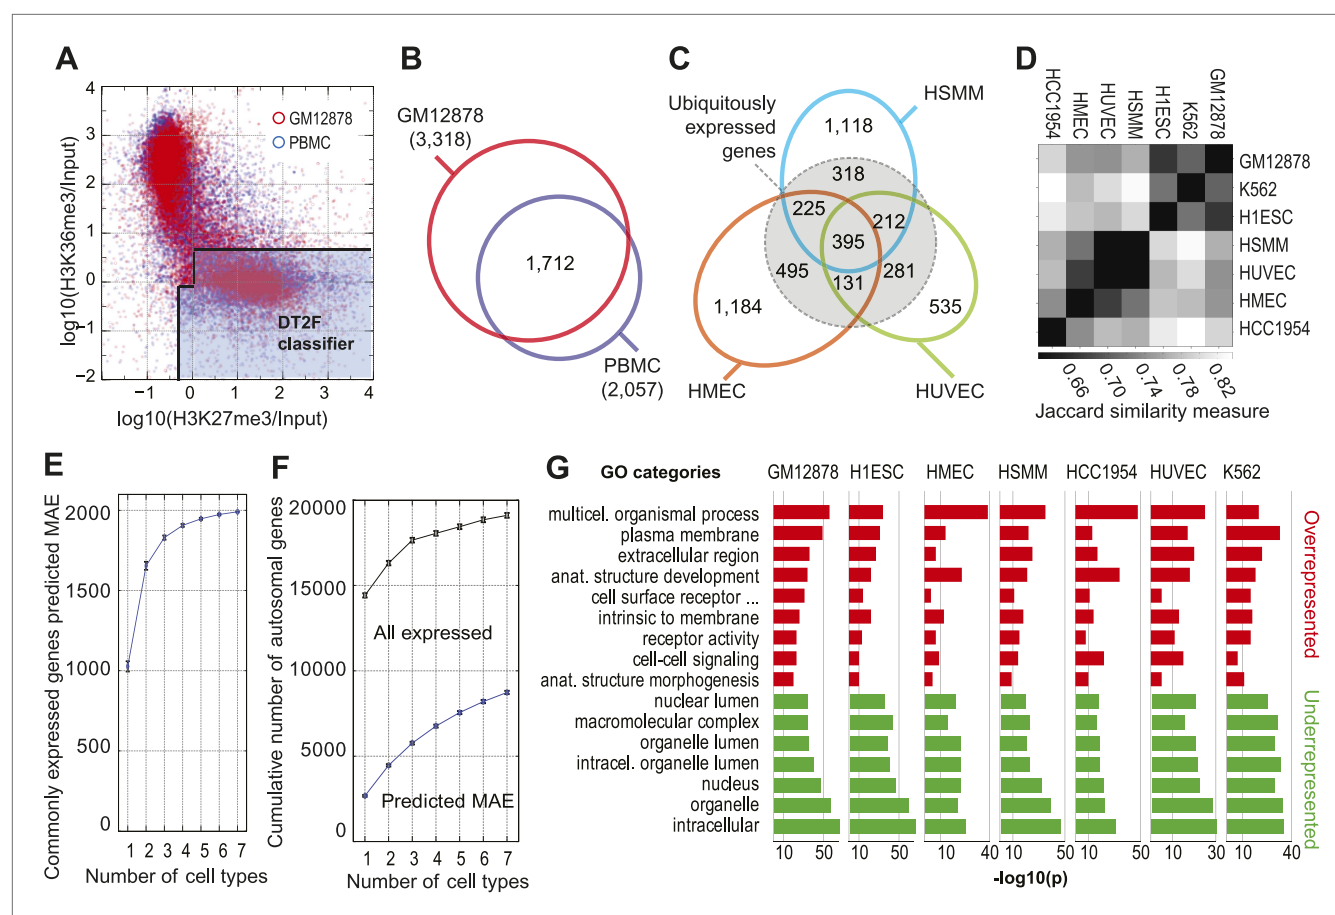 A
log10(H3K36me3/Input)
4
3
2
1
0
−1
−2
GM12878
PBMC
DT2F
classifier
−1 0 1 2 3 4
log10(H3K27me3/Input)
B
GM12878
(3,318)
1,712
PBMC
(2,057)
C
HSMM
Ubiquitously
expressed
genes
1,118
318
225
212
395
495
281
131
1,184
535
HMEC
HUVEC
D
HCC1954
HMEC
HUVEC
HSMM
H1ESC
K562
GM12878
GM12878
K562
H1ESC
HSMM
HUVEC
HMEC
HCC1954
0.66 0.70 0.74 0.78 0.82
Jaccard similarity measure
E
Commonly expressed genes predicted MAE
2000
1500
1000
500
0
1 2 3 4 5 6 7
Number of cell types
F
Cumulative number of autosomal genes
20000
15000
10000
5000
0
All expressed
Predicted MAE
1 2 3 4 5 6 7
Number of cell types
G
GO categories
GM12878 H1ESC HMEC HSMM HCC1954 HUVEC K562
multicel. organismal process
plasma membrane
extracellular region
anat. structure development
cell surface receptor ...
intrinsic to membrane
receptor activity
cell-cell signaling
anat. structure morphogenesis
nuclear lumen
macromolecular complex
organelle lumen
intracel. organelle lumen
nucleus
organelle
intracellular
Overrepresented
Underrepresented
10 50 10 50 10 40 10 50 10 50 10 30 10 40
-log10(p)